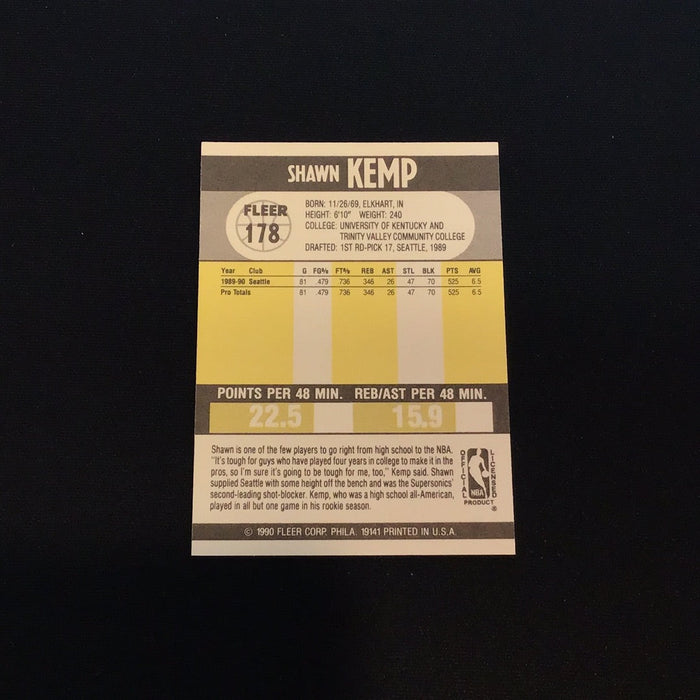 SHAWN KEMP
FLEER
178
BORN: 11/26/69, ELKHART, IN
HEIGHT: 6'10" WEIGHT: 240
COLLEGE: UNIVERSITY OF KENTUCKY AND
TRINITY VALLEY COMMUNITY COLLEGE
DRAFTED: 1ST RD-PICK 17, SEATTLE, 1989
Year Club G FG% FT% REB AST STL BLK PTS AVG
1989-90 Seattle 81 .479 .736 346 26 47 70 525 6.5
Pro Totals 81 .479 .736 346 26 47 70 525 6.5
POINTS PER 48 MIN. REB/AST PER 48 MIN.
22.5 15.9
Shawn is one of the few players to go right from high school to the NBA.
"It's tough for guys who have played four years in college to make it in the
pros, so I'm sure it's going to be tough for me, too," Kemp said. Shawn
supplied Seattle with some height off the bench and was the Supersonics'
second-leading shot-blocker. Kemp, who was a high school all-American,
played in all but one game in his rookie season.
OFFICIAL
LICENSED
NBA
PRODUCT ®
© 1990 FLEER CORP. PHILA. 19141 PRINTED IN U.S.A.